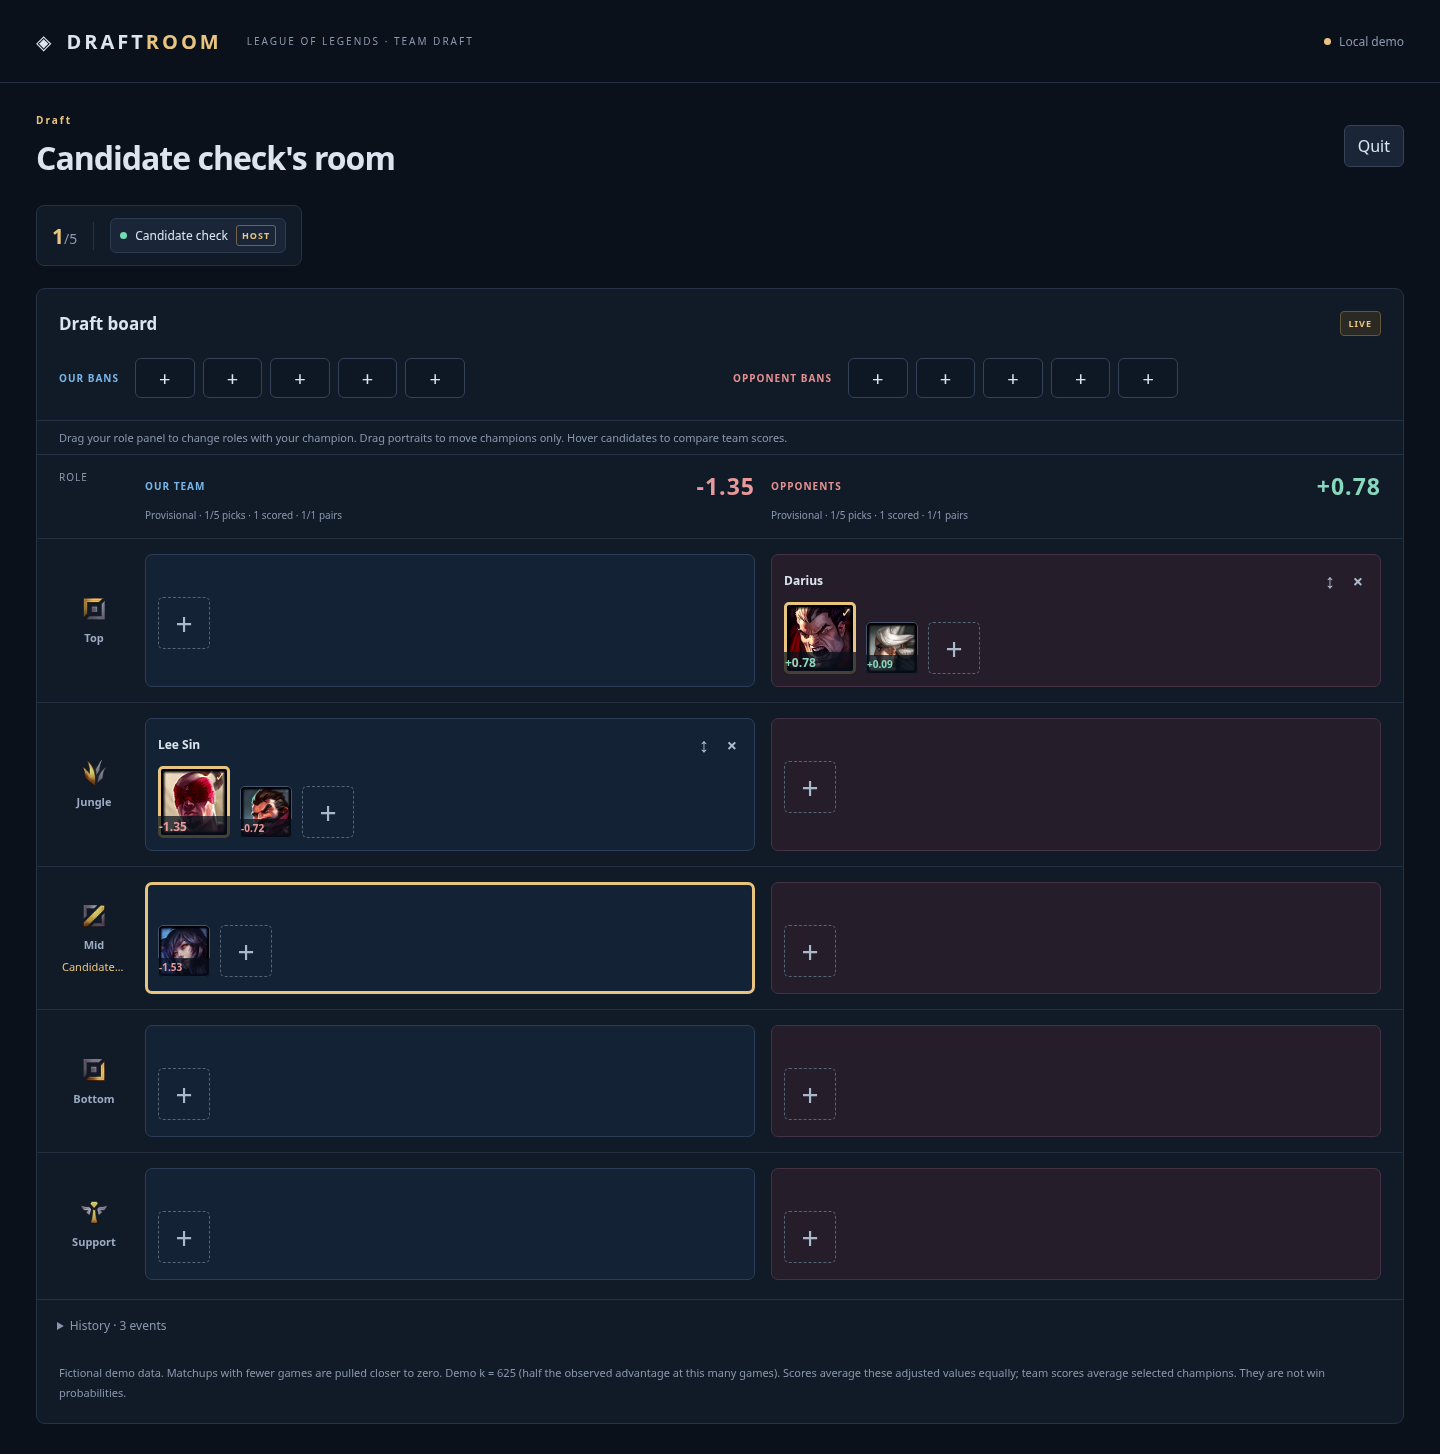 ◈ DRAFTROOM LEAGUE OF LEGENDS · TEAM DRAFT
Local demo
Draft
Candidate check's room
Quit
1/5 Candidate check HOST
Draft board
LIVE
OUR BANS + + + + +
OPPONENT BANS + + + + +
Drag your role panel to change roles with your champion. Drag portraits to move champions only. Hover candidates to compare team scores.
ROLE
OUR TEAM -1.35
Provisional · 1/5 picks · 1 scored · 1/1 pairs
OPPONENTS +0.78
Provisional · 1/5 picks · 1 scored · 1/1 pairs
Top
+
Darius ↕ ×
✓
+0.78 +0.09 +
Jungle
Lee Sin ↕ ×
✓
-1.35 -0.72 +
+
Mid
Candidate...
-1.53 +
+
Bottom
+
+
Support
+
+
▶ History · 3 events
Fictional demo data. Matchups with fewer games are pulled closer to zero. Demo k = 625 (half the observed advantage at this many games). Scores average these adjusted values equally; team scores average selected champions. They are not win
probabilities.